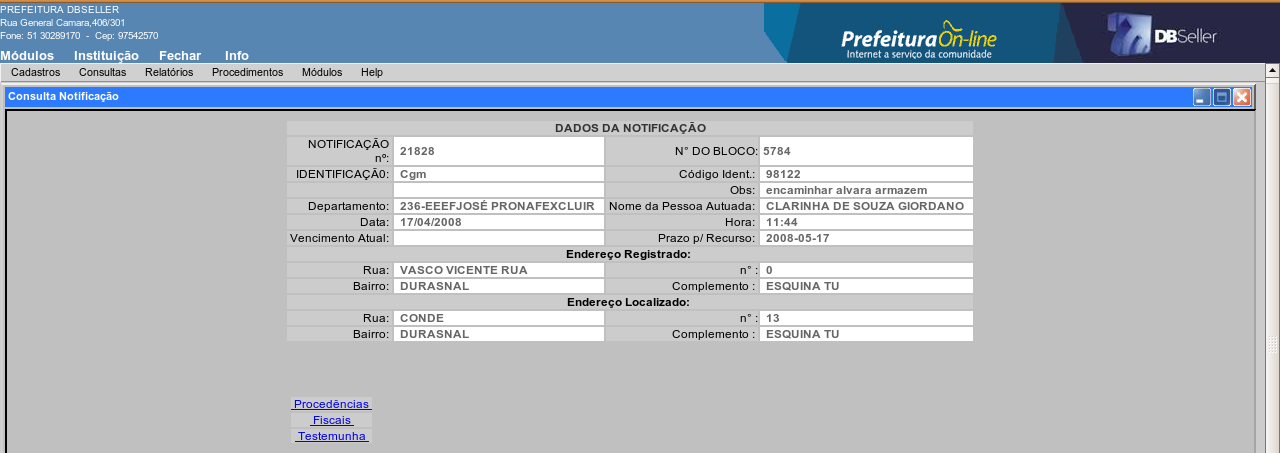 PREFEITURA DBSELLER
Rua General Camara,406/301
Fone: 51 30289170 - Cep: 97542570
Prefeitura On-line
Internet a serviço da comunidade
DBSeller
Módulos Instituição Fechar Info
Cadastros Consultas Relatórios Procedimentos Módulos Help
Consulta Notificação
DADOS DA NOTIFICAÇÃO
NOTIFICAÇÃO nº: 21828 N° DO BLOCO: 5784
IDENTIFICAÇÃ0: Cgm Código Ident.: 98122
Obs: encaminhar alvara armazem
Departamento: 236-EEEFJOSÉ PRONAFEXCLUIR Nome da Pessoa Autuada: CLARINHA DE SOUZA GIORDANO
Data: 17/04/2008 Hora: 11:44
Vencimento Atual: Prazo p/ Recurso: 2008-05-17
Endereço Registrado:
Rua: VASCO VICENTE RUA n° : 0
Bairro: DURASNAL Complemento : ESQUINA TU
Endereço Localizado:
Rua: CONDE n° : 13
Bairro: DURASNAL Complemento : ESQUINA TU
Procedências
Fiscais
Testemunha